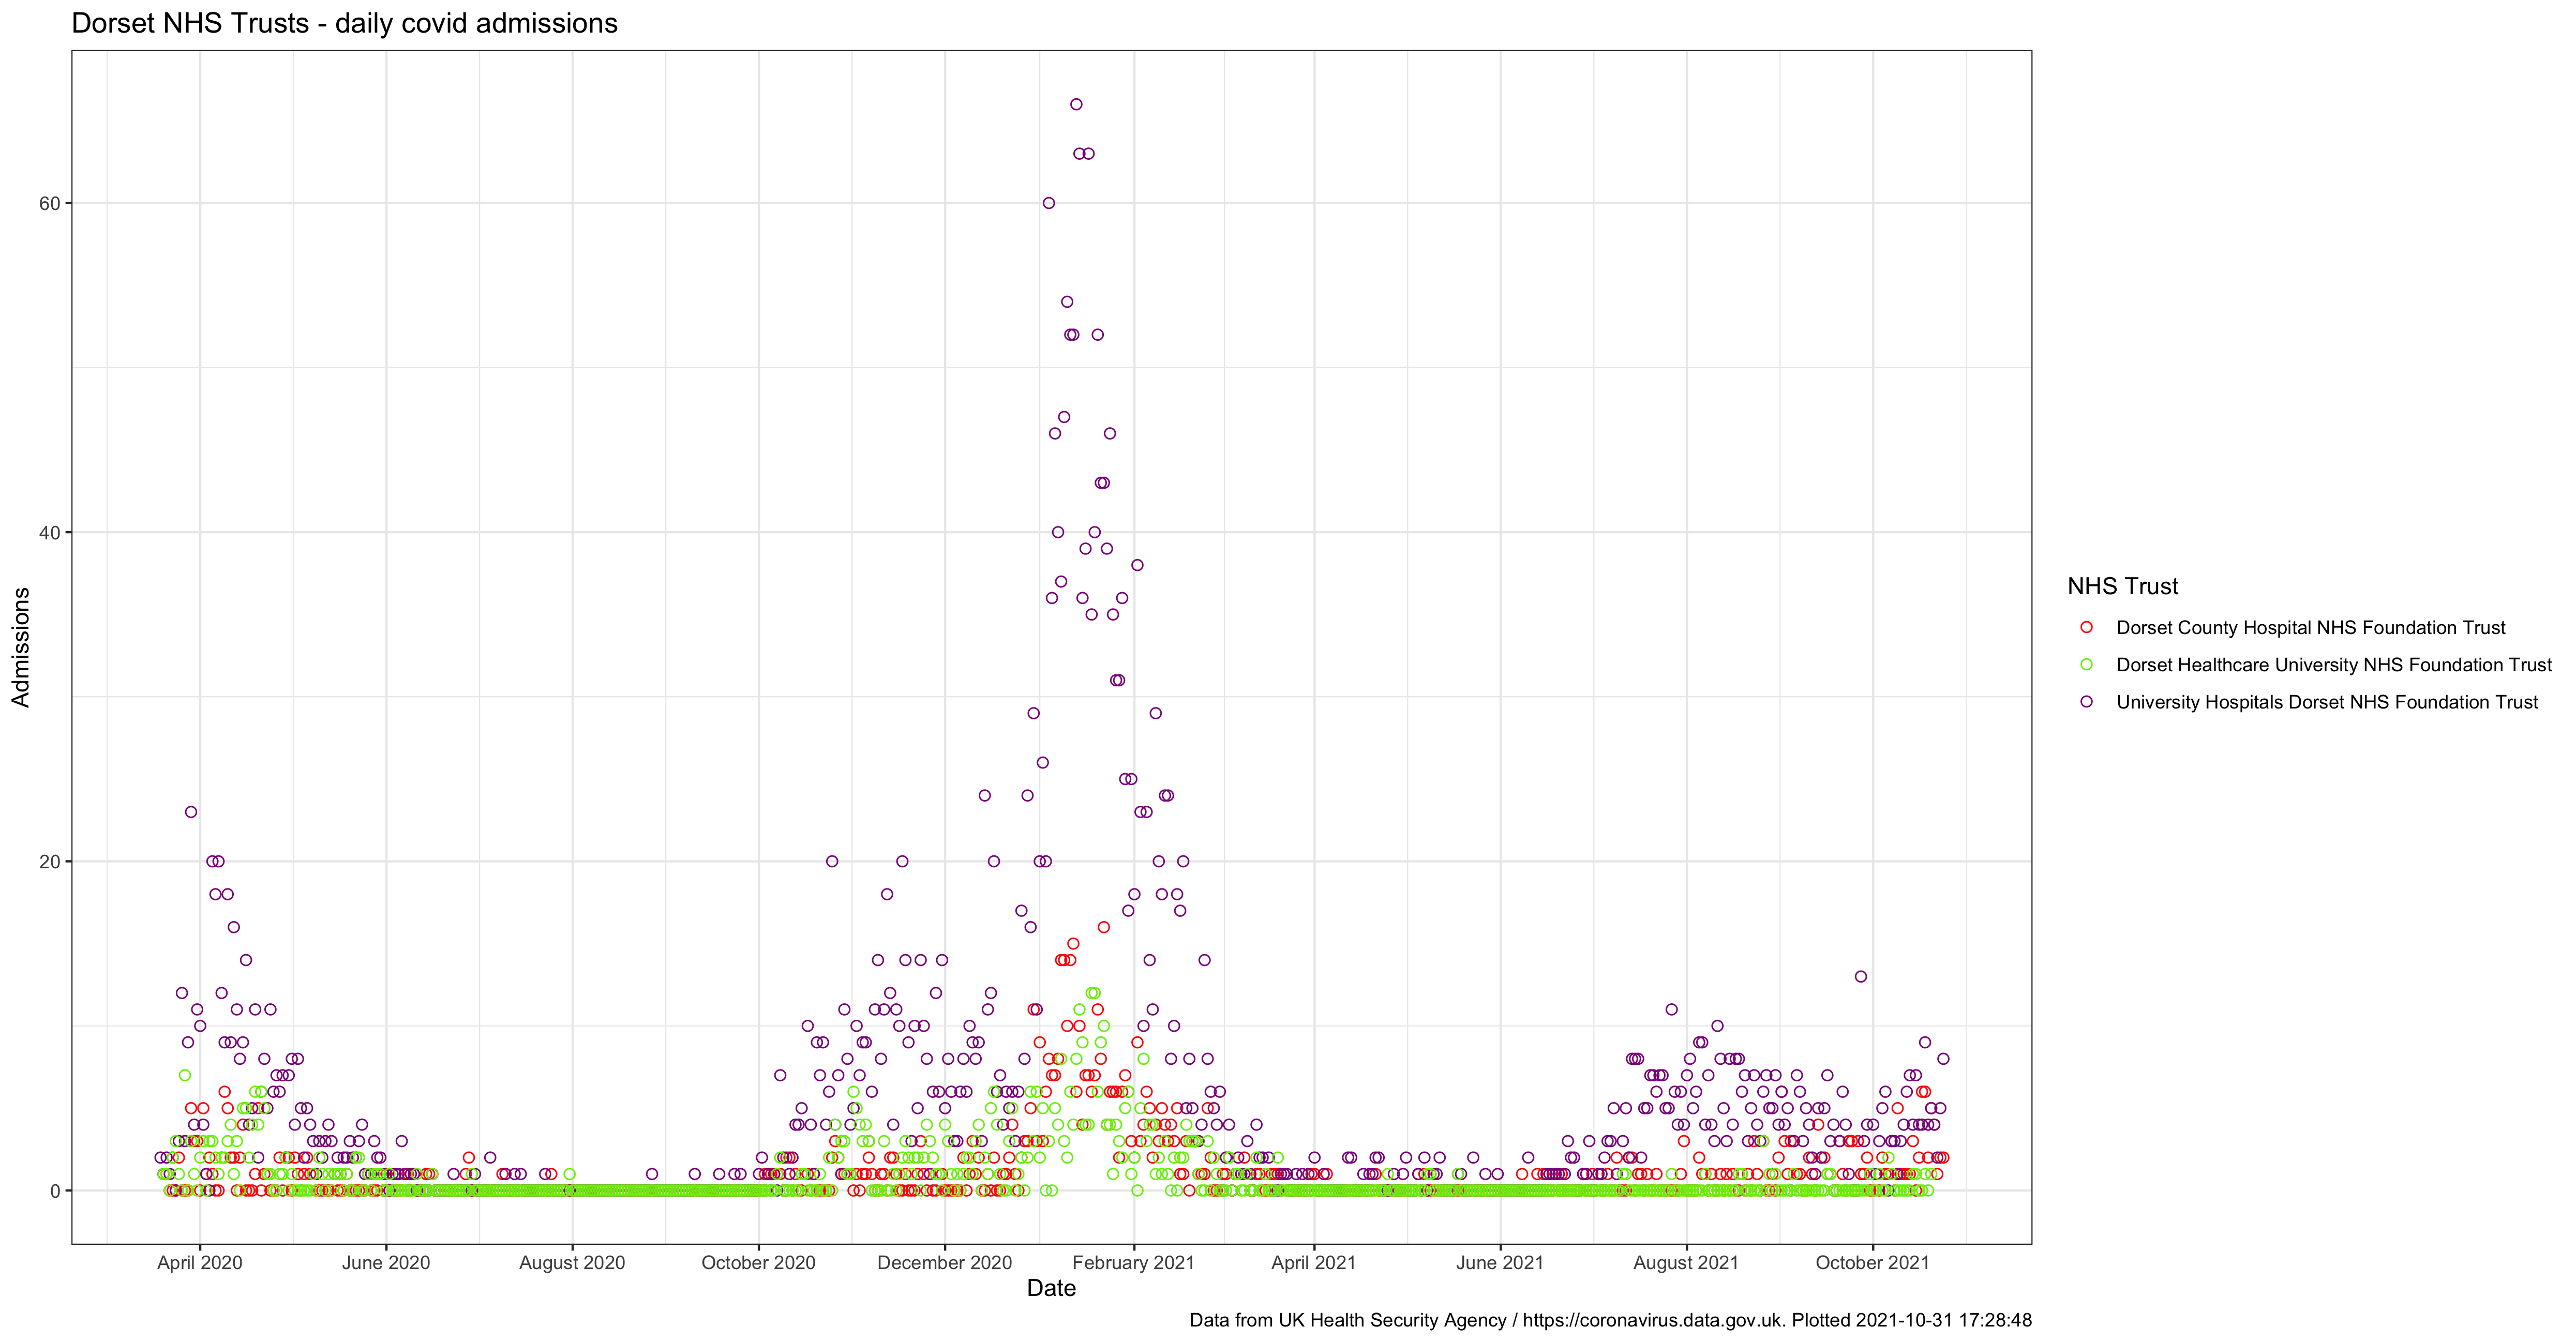 Dorset NHS Trusts - daily covid admissions
60
40
20
0
Admissions
April 2020
June 2020
August 2020
October 2020
December 2020
February 2021
April 2021
June 2021
August 2021
October 2021
Date
NHS Trust
Dorset County Hospital NHS Foundation Trust
Dorset Healthcare University NHS Foundation Trust
University Hospitals Dorset NHS Foundation Trust
Data from UK Health Security Agency / https://coronavirus.data.gov.uk. Plotted 2021-10-31 17:28:48